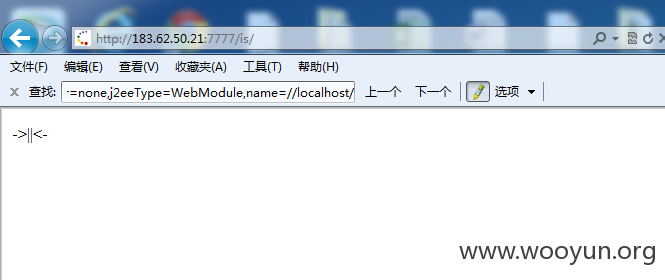 http://183.62.50.21:7777/is/
文件(F) 编辑(E) 查看(V) 收藏夹(A) 工具(T) 帮助(H)
× 查找: =none,j2eeType=WebModule,name=//localhost/ 上一个 下一个 选项
->||<-
www.wooyun.org